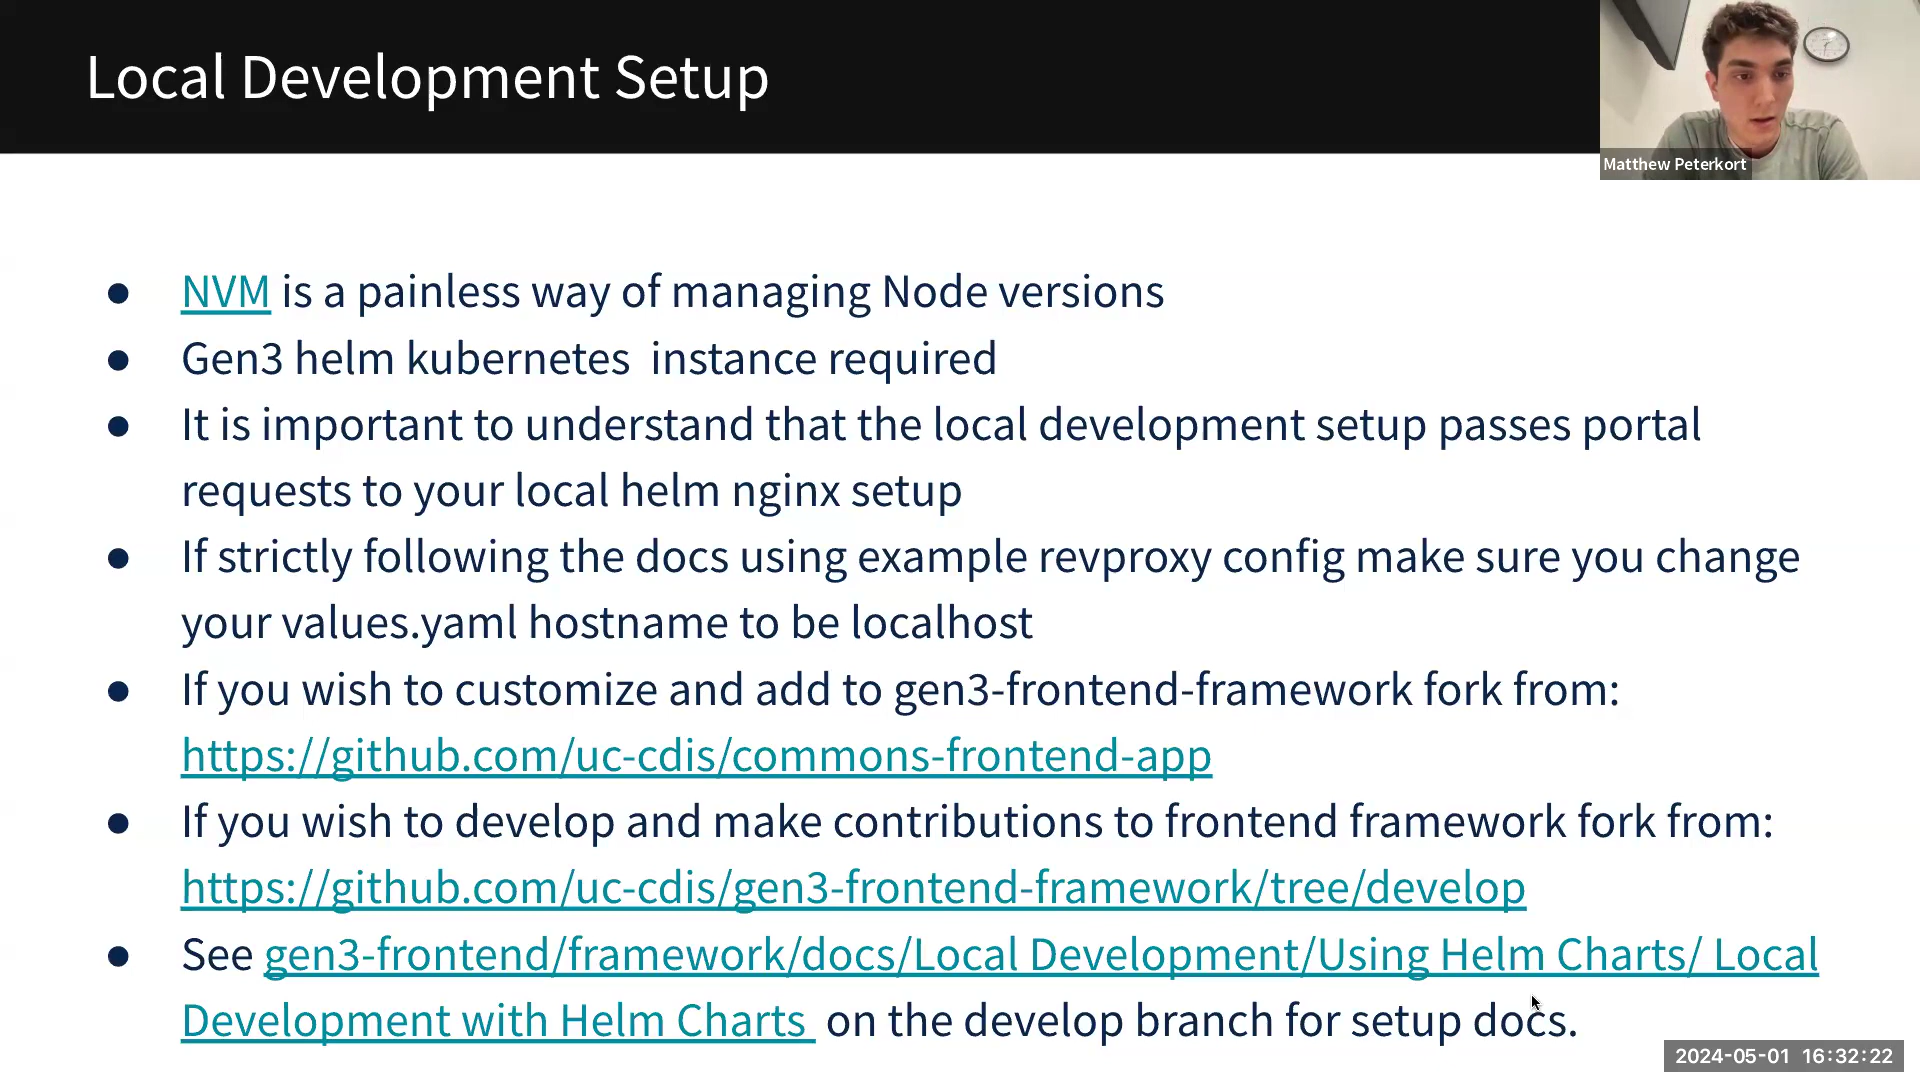 Local Development Setup
Matthew Peterkort
● NVM is a painless way of managing Node versions
● Gen3 helm kubernetes  instance required
● It is important to understand that the local development setup passes portal
requests to your local helm nginx setup
● If strictly following the docs using example revproxy config make sure you change
your values.yaml hostname to be localhost
● If you wish to customize and add to gen3-frontend-framework fork from:
https://github.com/uc-cdis/commons-frontend-app
● If you wish to develop and make contributions to frontend framework fork from:
https://github.com/uc-cdis/gen3-frontend-framework/tree/develop
● See gen3-frontend/framework/docs/Local Development/Using Helm Charts/ Local
Development with Helm Charts  on the develop branch for setup docs.
2024-05-01 16:32:22